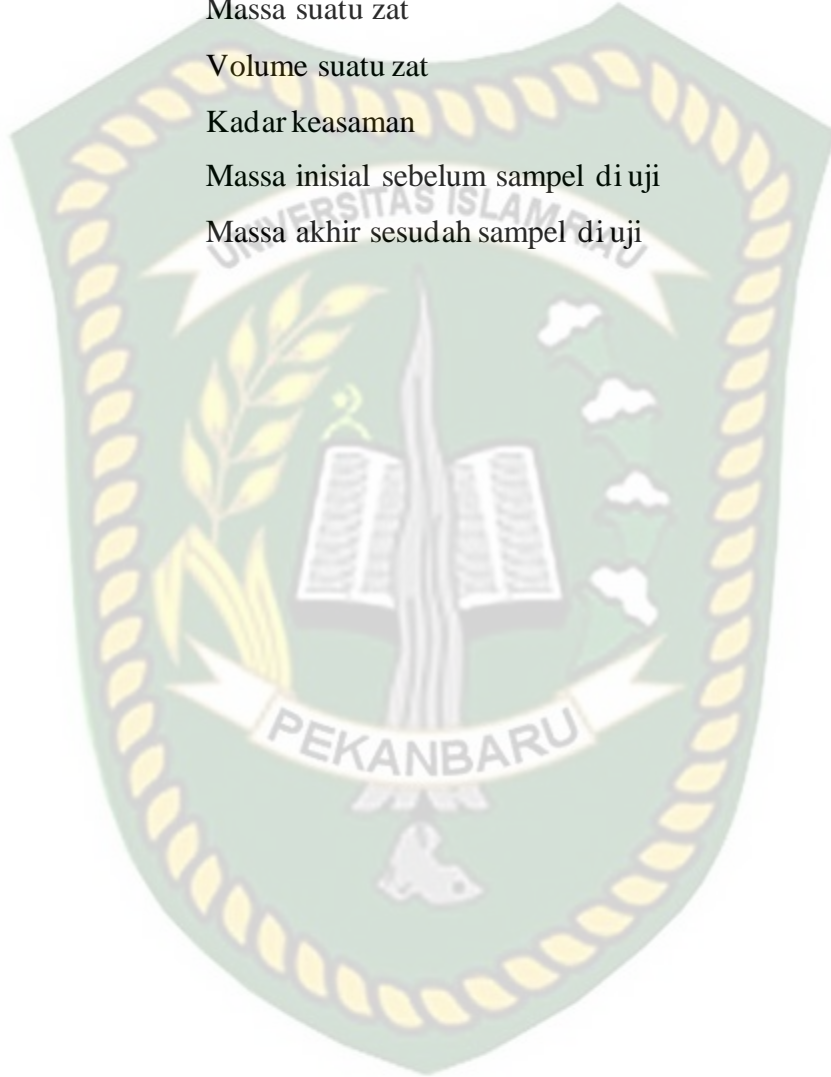 Massa suatu zat
Volume suatu zat
Kadar keasaman
Massa inisial sebelum sampel di uji
UNIVERSITAS ISLAM RIAU
Massa akhir sesudah sampel di uji
PEKANBARU